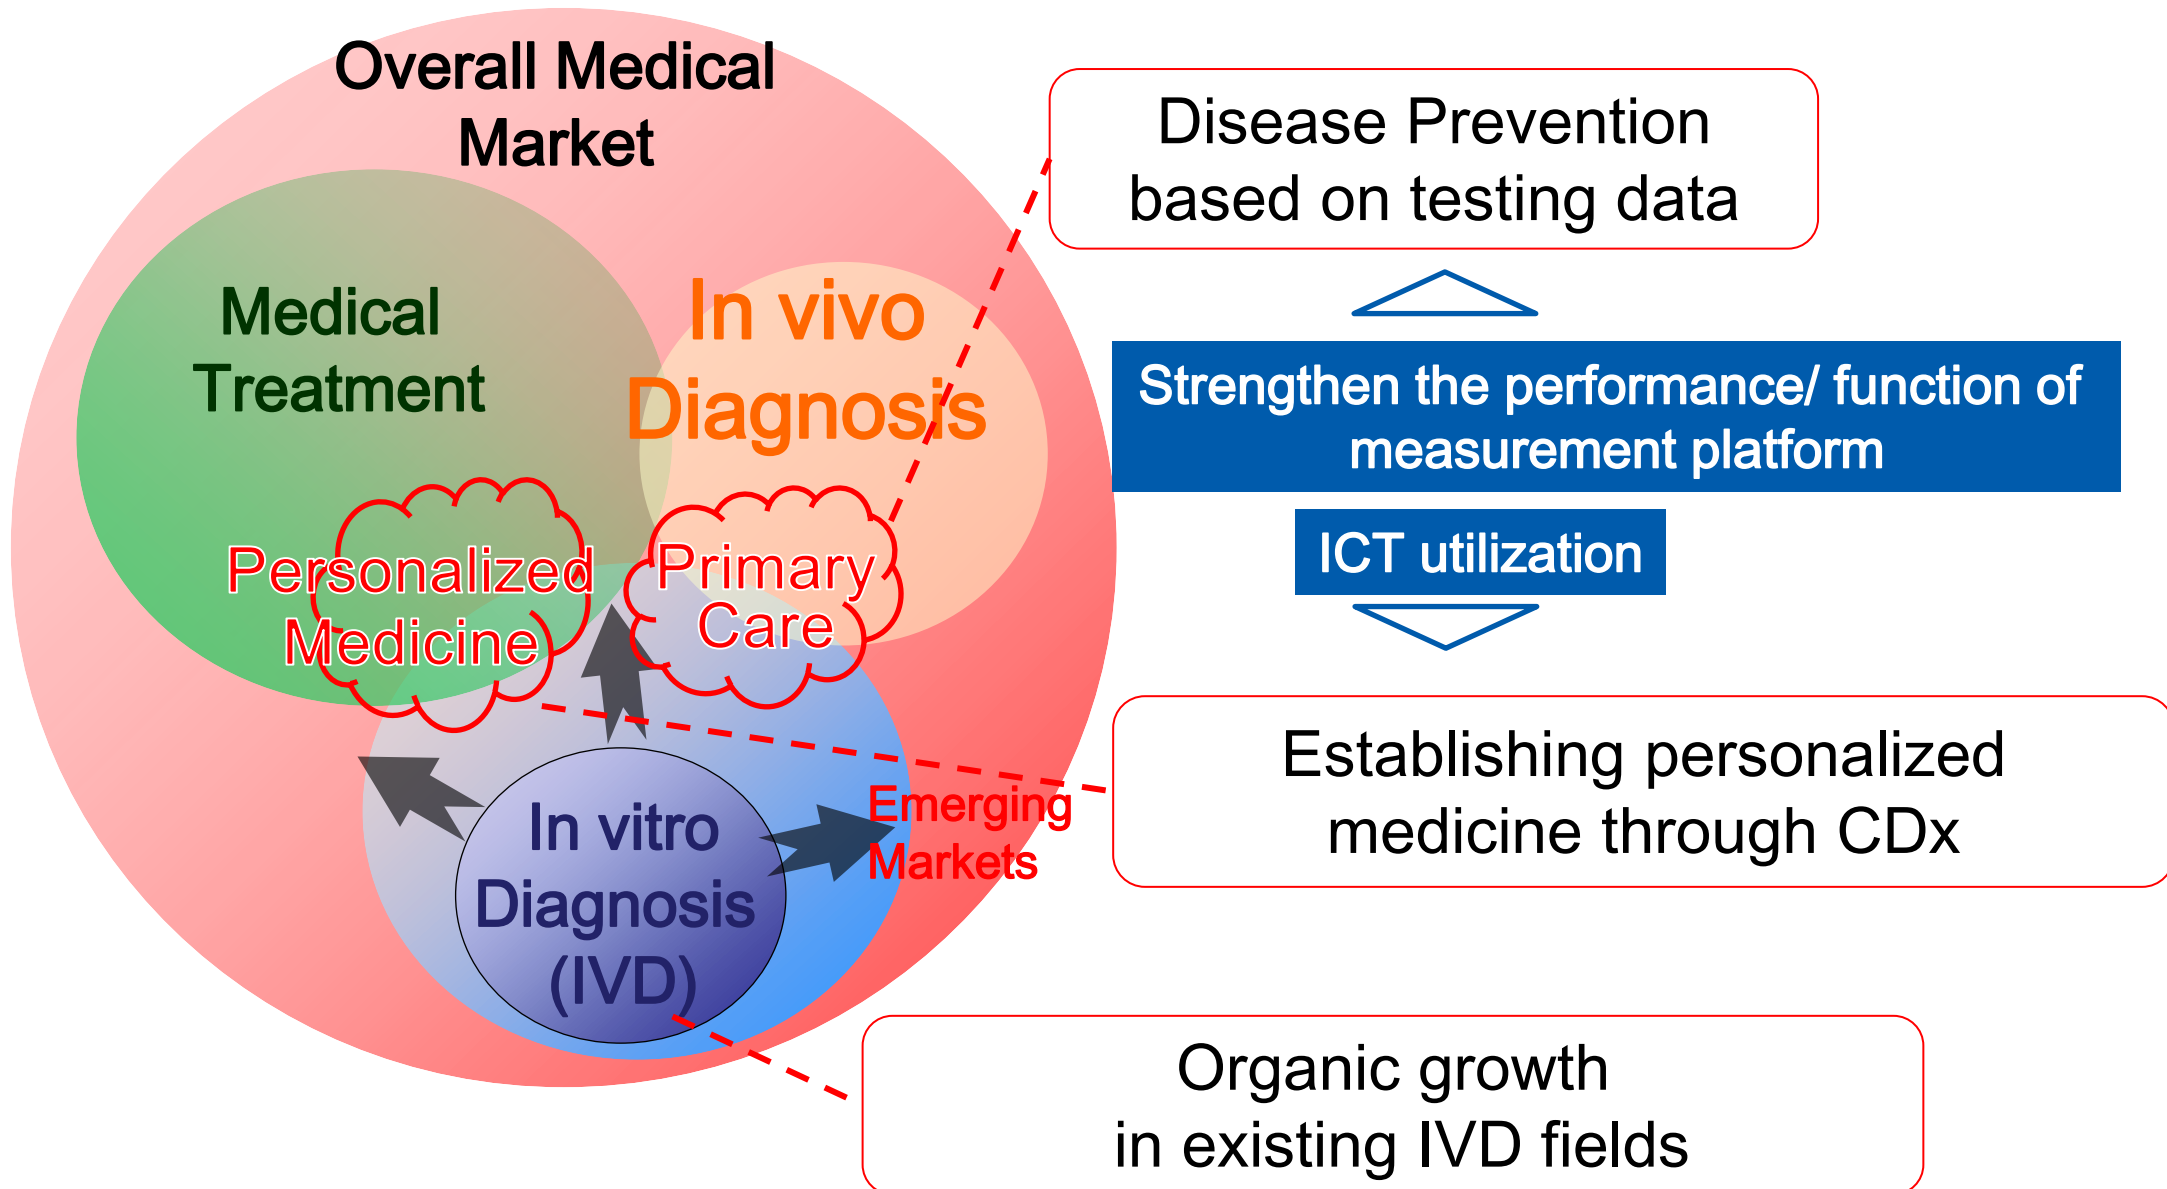 Overall Medical
Market
Medical
Treatment
In vivo
Diagnosis
Personalized
Medicine
Primary
Care
In vitro
Diagnosis
(IVD)
Emerging
Markets
Disease Prevention
based on testing data
Strengthen the performance/ function of
measurement platform
ICT utilization
Establishing personalized
medicine through CDx
Organic growth
in existing IVD fields